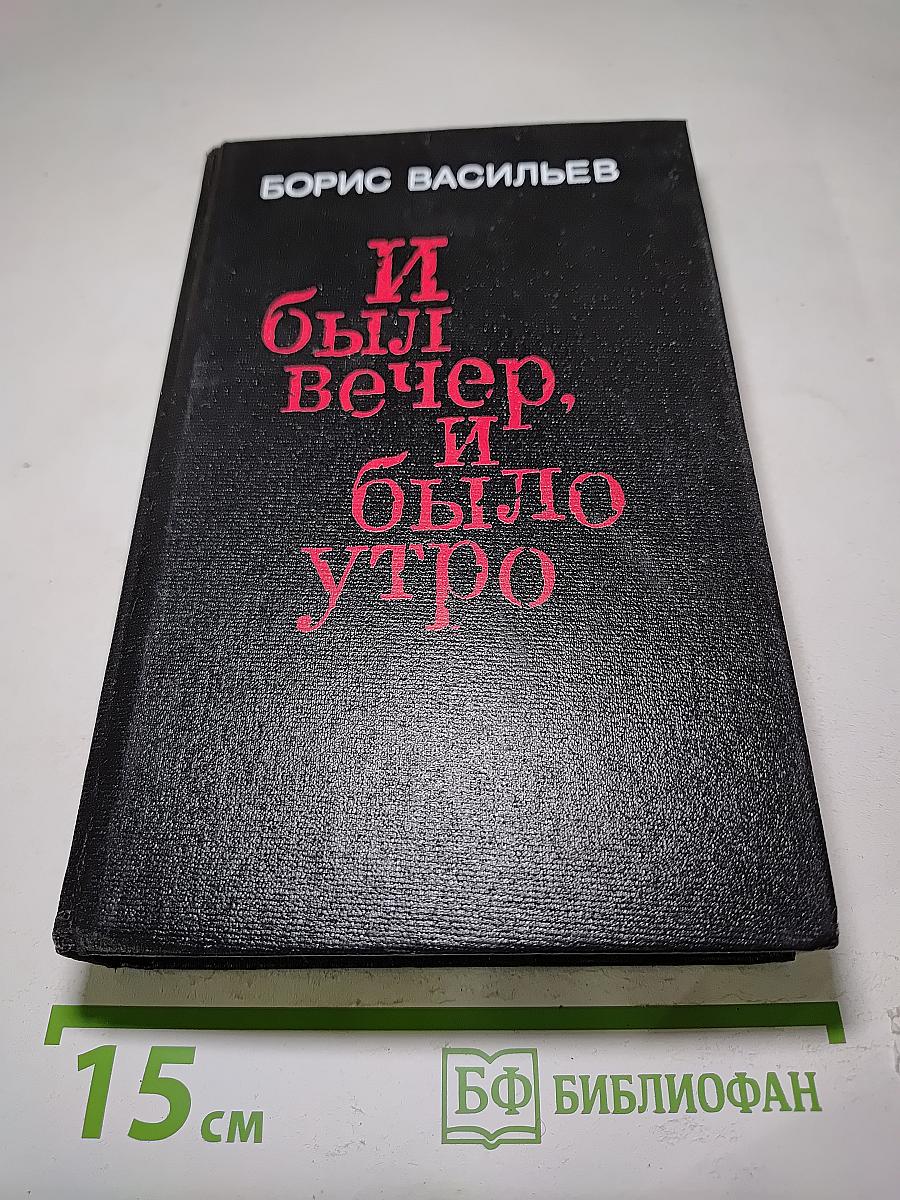 БОРИС ВАСИЛЬЕВ
И
был
вечер,
и
было
утро
15 см
БФ БИБЛИОФАН